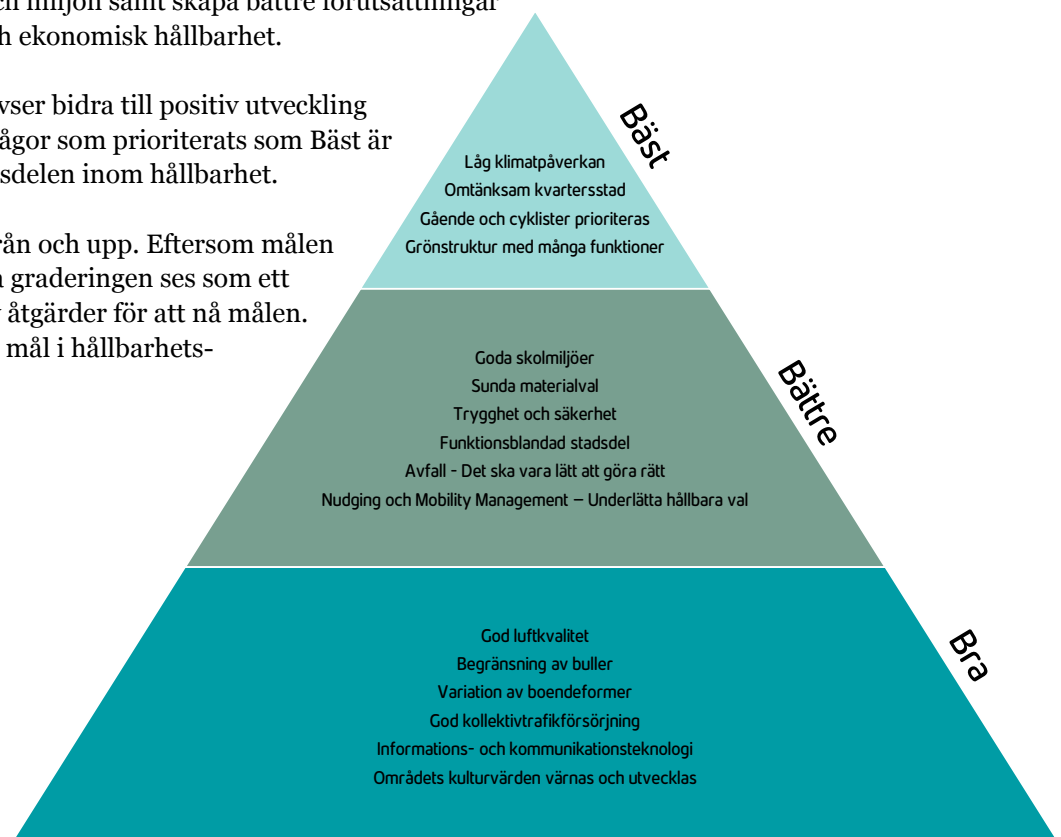 ch miljön samt skapa bättre förutsättningar
h ekonomisk hållbarhet.
vser bidra till positiv utveckling
ågor som prioriterats som Bäst är
sdelen inom hållbarhet.
rån och upp. Eftersom målen
graderingen ses som ett
åtgärder för att nå målen.
mål i hållbarhets-
Bäst
Låg klimatpåverkan
Omtänksam kvartersstad
Gående och cyklister prioriteras
Grönstruktur med många funktioner
Bättre
Goda skolmiljöer
Sunda materialval
Trygghet och säkerhet
Funktionsblandad stadsdel
Avfall - Det ska vara lätt att göra rätt
Nudging och Mobility Management – Underlätta hållbara val
Bra
God luftkvalitet
Begränsning av buller
Variation av boendeformer
God kollektivtrafikförsörjning
Informations- och kommunikationsteknologi
Områdets kulturvärden värnas och utvecklas